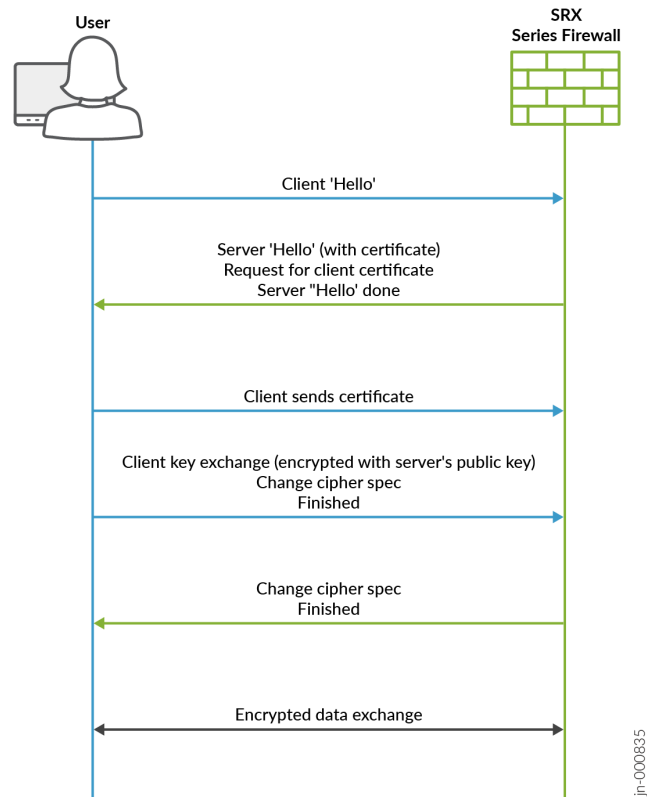 User
SRX
Series Firewall
Client 'Hello'
Server 'Hello' (with certificate)
Request for client certificate
Server "Hello' done
Client sends certificate
Client key exchange (encrypted with server's public key)
Change cipher spec
Finished
Change cipher spec
Finished
Encrypted data exchange
jn-000835